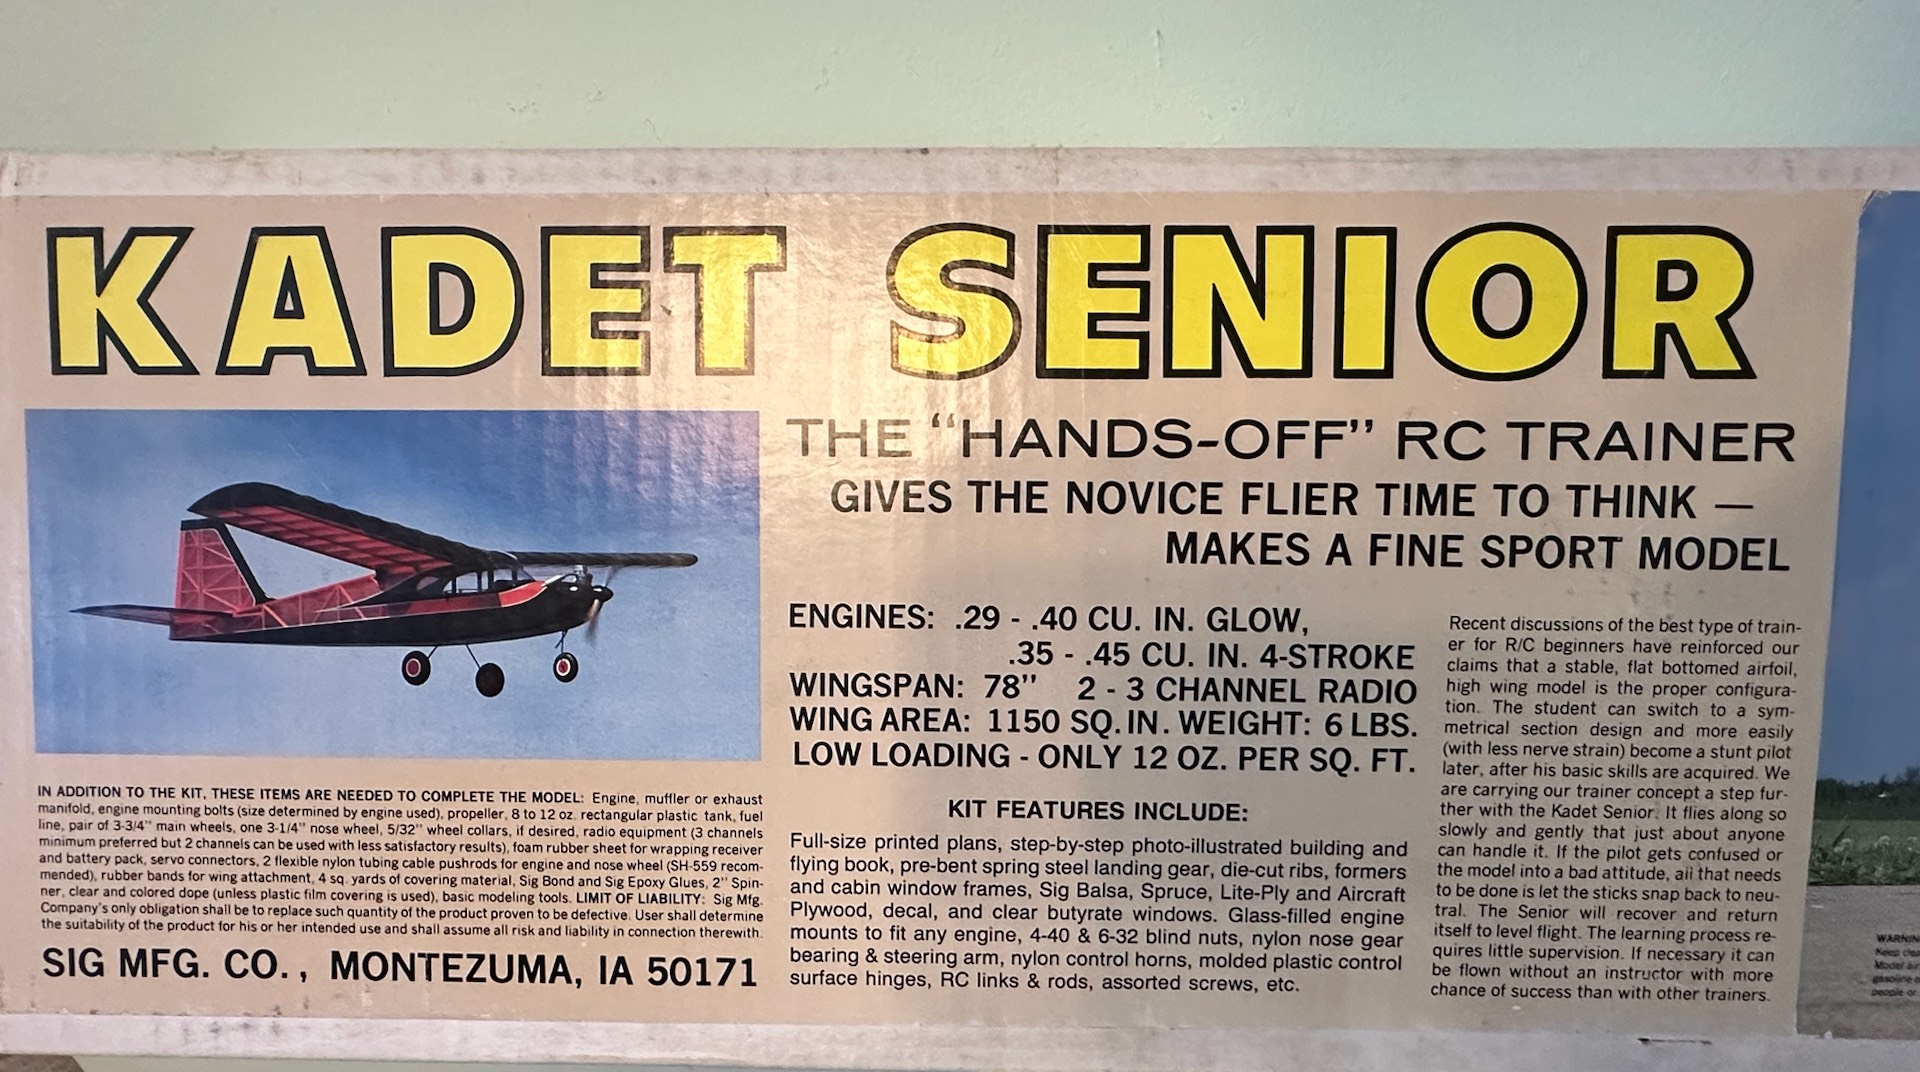 KADET SENIOR
THE "HANDS-OFF" RC TRAINER
GIVES THE NOVICE FLIER TIME TO THINK —
MAKES A FINE SPORT MODEL
ENGINES: .29 - .40 CU. IN. GLOW,
.35 - .45 CU. IN. 4-STROKE
WINGSPAN: 78" 2 - 3 CHANNEL RADIO
WING AREA: 1150 SQ. IN. WEIGHT: 6 LBS.
LOW LOADING - ONLY 12 OZ. PER SQ. FT.
KIT FEATURES INCLUDE:
Full-size printed plans, step-by-step photo-illustrated building and
flying book, pre-bent spring steel landing gear, die-cut ribs, formers
and cabin window frames, Sig Balsa, Spruce, Lite-Ply and Aircraft
Plywood, decal, and clear butyrate windows. Glass-filled engine
mounts to fit any engine, 4-40 & 6-32 blind nuts, nylon nose gear
bearing & steering arm, nylon control horns, molded plastic control
surface hinges, RC links & rods, assorted screws, etc.
Recent discussions of the best type of train-
er for R/C beginners have reinforced our
claims that a stable, flat bottomed airfoil,
high wing model is the proper configura-
tion. The student can switch to a sym-
metrical section design and more easily
(with less nerve strain) become a stunt pilot
later, after his basic skills are acquired. We
are carrying our trainer concept a step fur-
ther with the Kadet Senior. It flies along so
slowly and gently that just about anyone
can handle it. If the pilot gets confused or
the model into a bad attitude, all that needs
to be done is let the sticks snap back to neu-
tral. The Senior will recover and return
itself to level flight. The learning process re-
quires little supervision. If necessary it can
be flown without an instructor with more
chance of success than with other trainers.
IN ADDITION TO THE KIT, THESE ITEMS ARE NEEDED TO COMPLETE THE MODEL: Engine, muffler or exhaust
manifold, engine mounting bolts (size determined by engine used), propeller, 8 to 12 oz. rectangular plastic tank, fuel
line, pair of 3-3/4" main wheels, one 3-1/4" nose wheel, 5/32" wheel collars, if desired, radio equipment (3 channels
minimum preferred but 2 channels can be used with less satisfactory results), foam rubber sheet for wrapping receiver
and battery pack, servo connectors, 2 flexible nylon tubing cable pushrods for engine and nose wheel (SH-559 recom-
mended), rubber bands for wing attachment, 4 sq. yards of covering material, Sig Bond and Sig Epoxy Glues, 2" Spin-
ner, clear and colored dope (unless plastic film covering is used), basic modeling tools. LIMIT OF LIABILITY: Sig Mfg.
Company's only obligation shall be to replace such quantity of the product proven to be defective. User shall determine
the suitability of the product for his or her intended use and shall assume all risk and liability in connection therewith.
SIG MFG. CO., MONTEZUMA, IA 50171
Model
people or